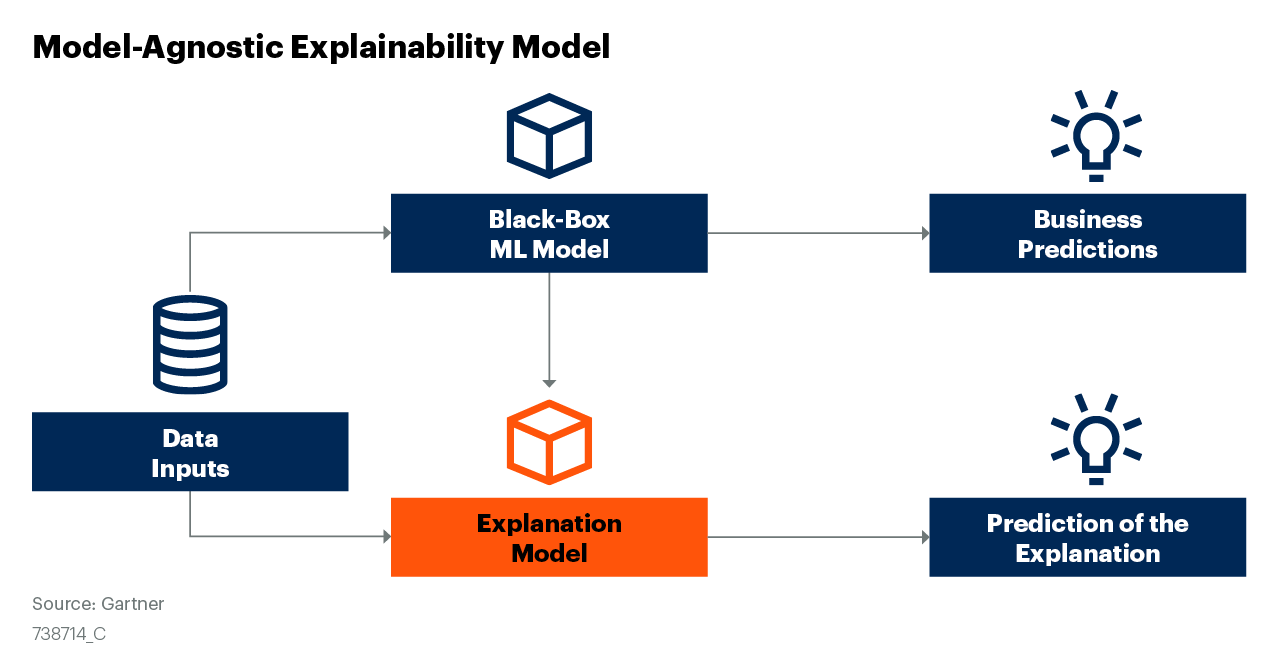 Model-Agnostic Explainability Model
Black-Box
ML Model
Business
Predictions
Data
Inputs
Explanation
Model
Prediction of the
Explanation
Source: Gartner
738714_C